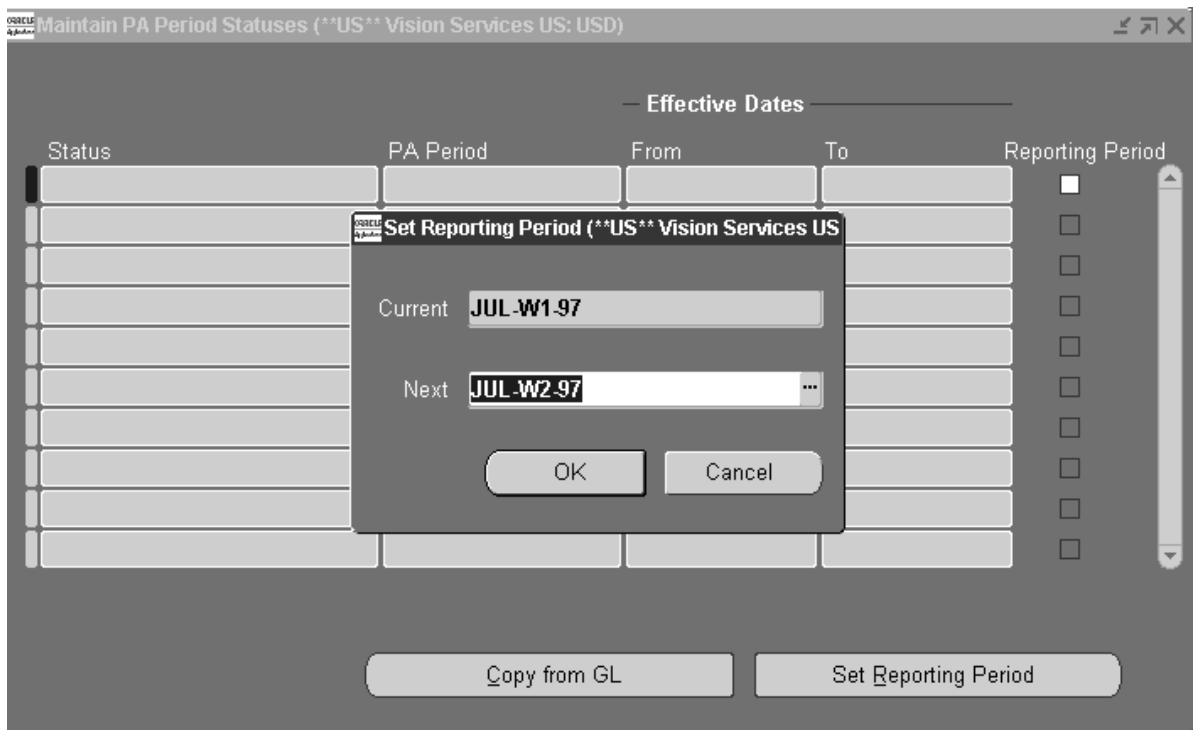 Maintain PA Period Statuses (**US** Vision Services US: USD)
Effective Dates
Status PA Period From To Reporting Period
Set Reporting Period (**US** Vision Services US
Current JUL-W1-97
Next JUL-W2-97 ...
OK Cancel
Copy from GL Set Reporting Period